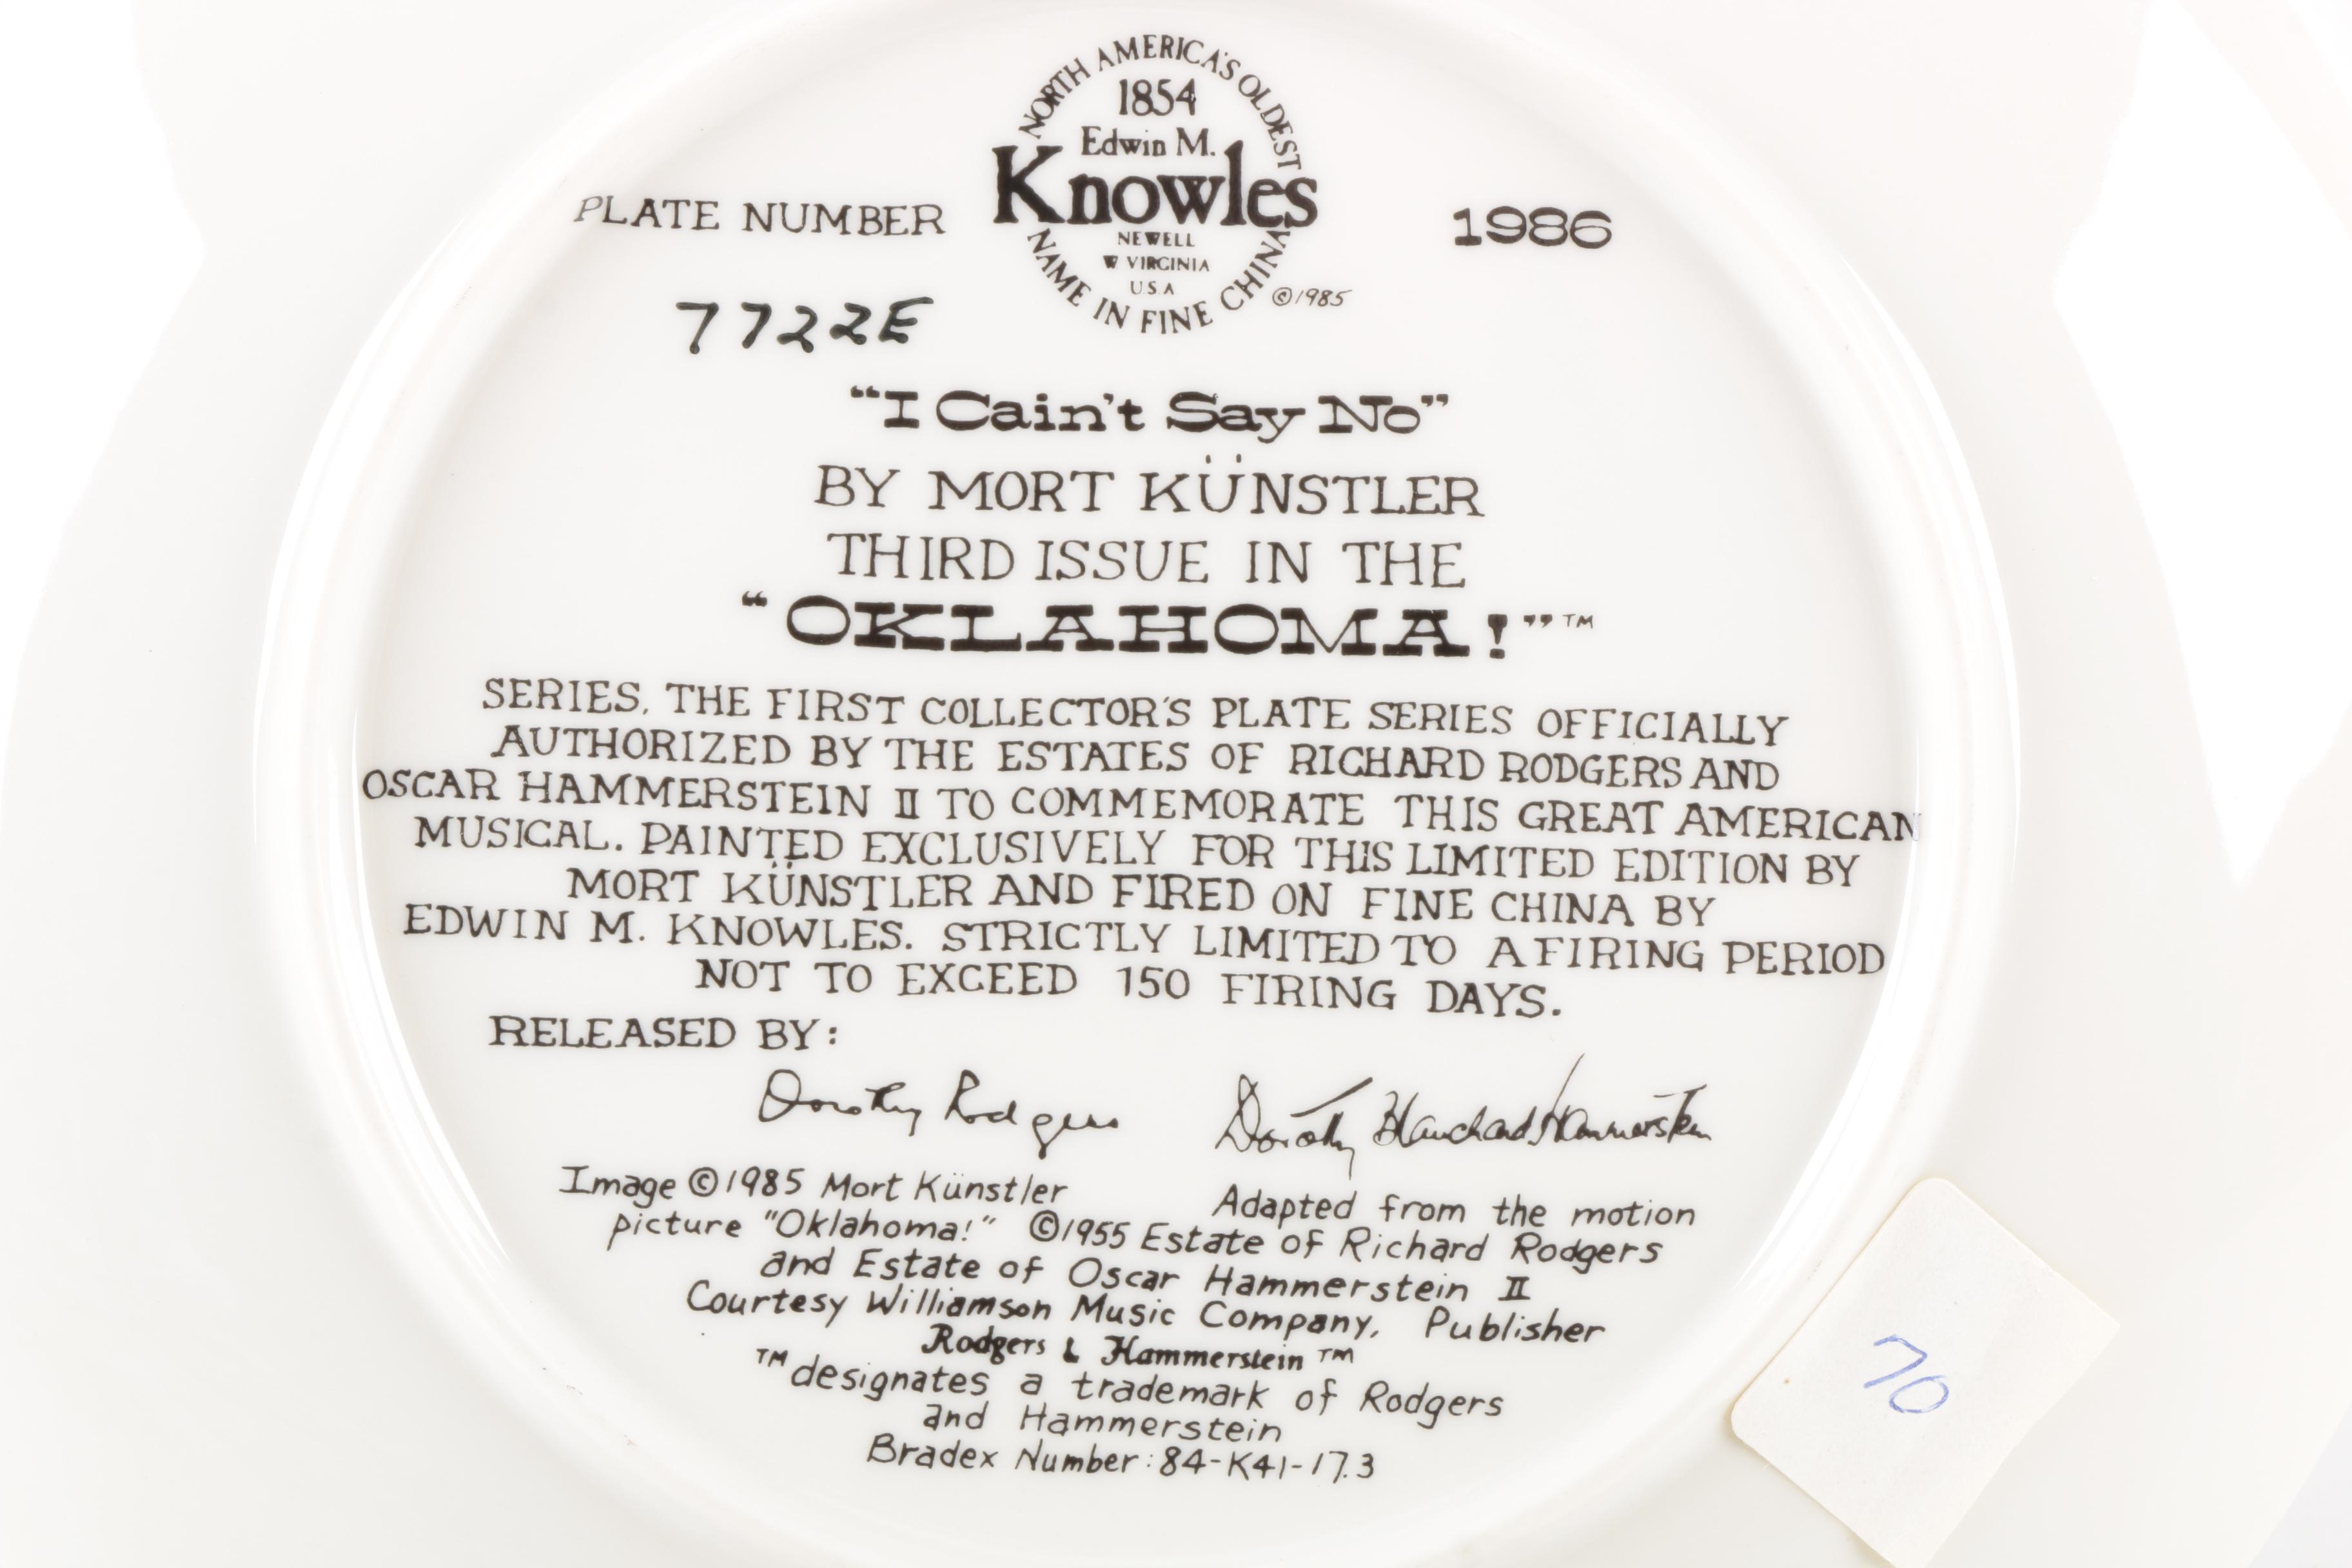 NORTH AMERICA'S OLDEST
1854
Edwin M.
Knowles
NEWELL
W VIRGINIA
USA
NAME IN FINE CHINA
©1985
PLATE NUMBER
1986
7722E
“I Cain't Say No”
BY MORT KÜNSTLER
THIRD ISSUE IN THE
“OKLAHOMA!”™
SERIES. THE FIRST COLLECTOR'S PLATE SERIES OFFICIALLY
AUTHORIZED BY THE ESTATES OF RICHARD RODGERS AND
OSCAR HAMMERSTEIN II TO COMMEMORATE THIS GREAT AMERICAN
MUSICAL. PAINTED EXCLUSIVELY FOR THIS LIMITED EDITION BY
MORT KÜNSTLER AND FIRED ON FINE CHINA BY
EDWIN M. KNOWLES. STRICTLY LIMITED TO A FIRING PERIOD
NOT TO EXCEED 150 FIRING DAYS.
RELEASED BY:
Dorothy Rodgers Dorothy Blanchard Hammerstein
Image ©1985 Mort Künstler Adapted from the motion
picture "Oklahoma!" ©1955 Estate of Richard Rodgers
and Estate of Oscar Hammerstein II
Courtesy Williamson Music Company, Publisher
Rodgers & Hammerstein™
™designates a trademark of Rodgers
and Hammerstein
Bradex Number: 84-K41-17.3
70